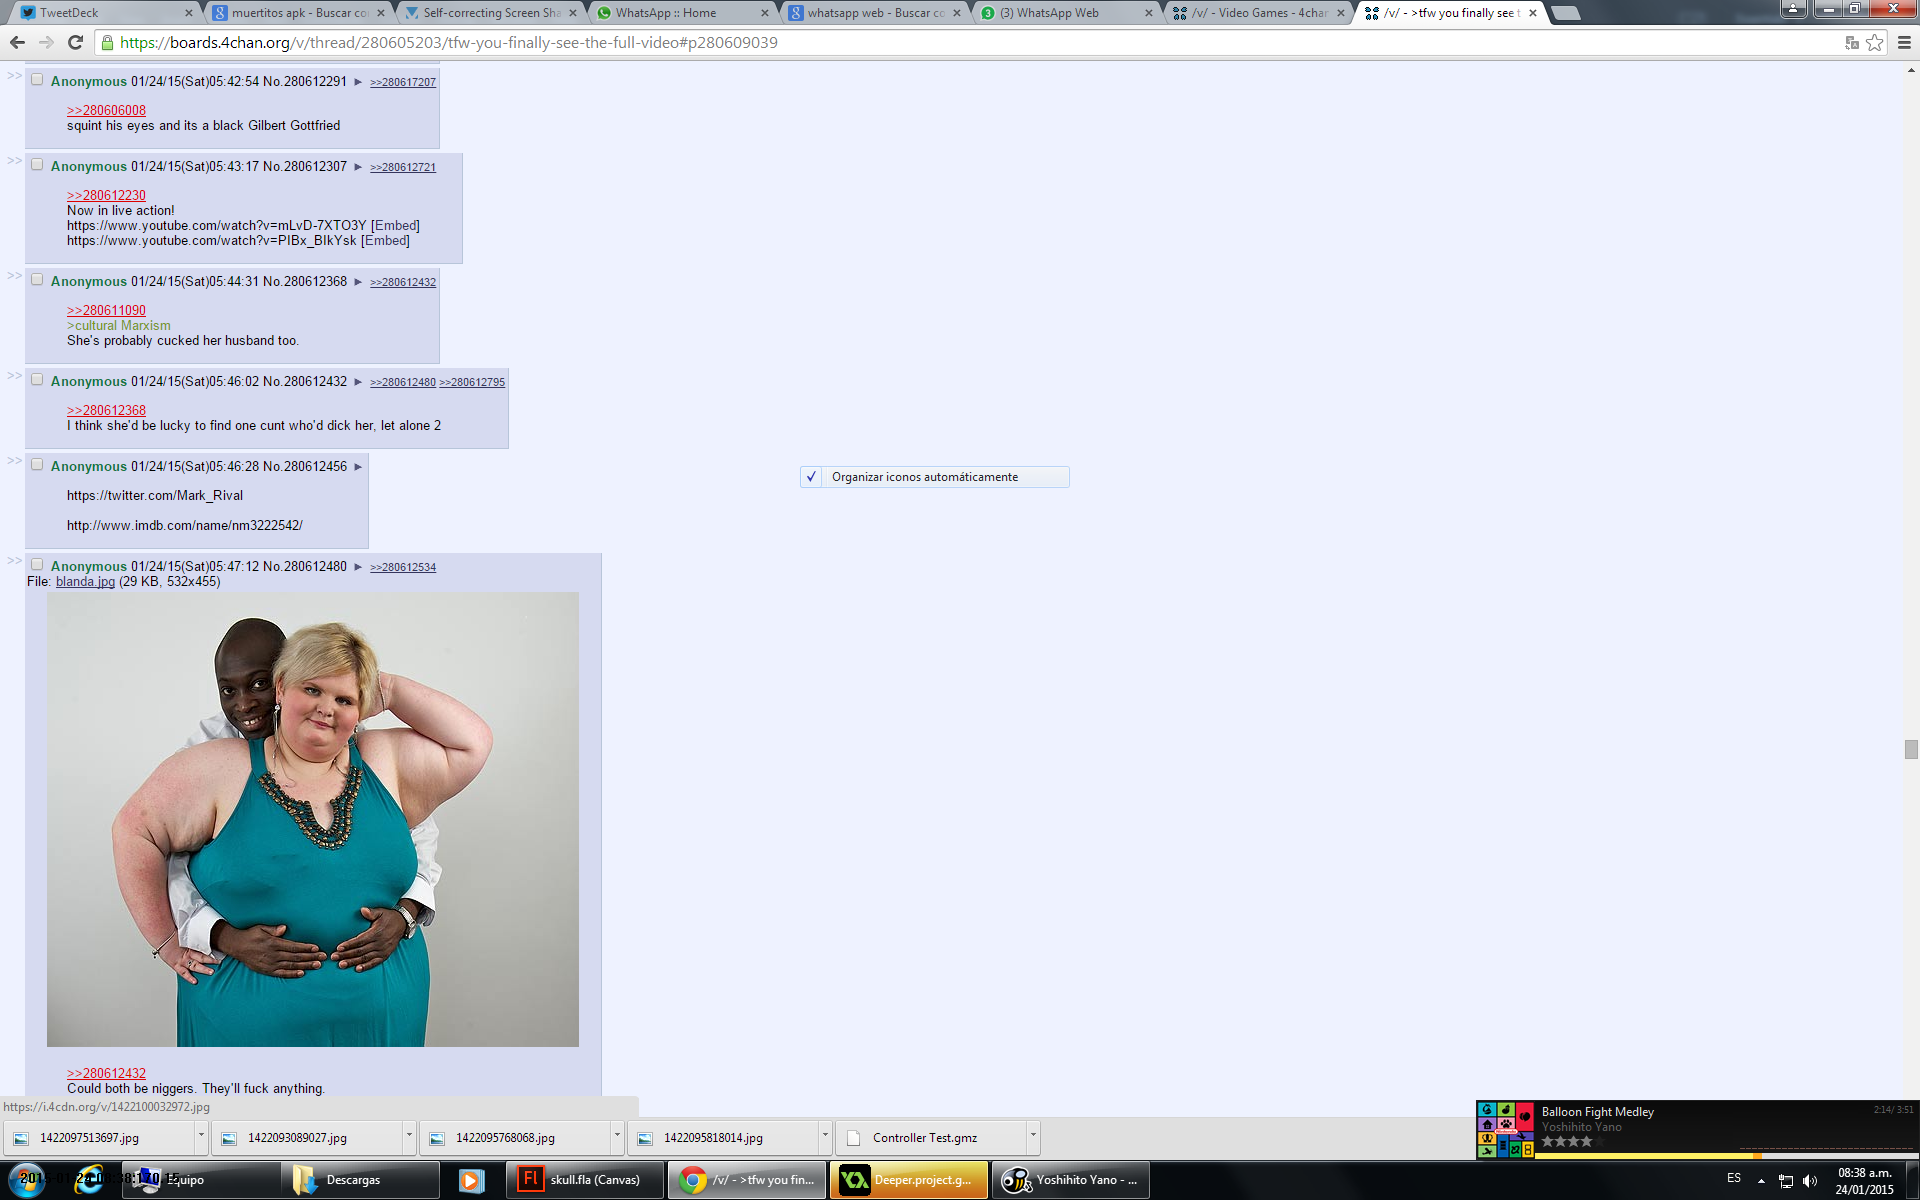 TweetDeck
muertitos apk - Buscar co
Self-correcting Screen Sha
WhatsApp :: Home
whatsapp web - Buscar co
(3) WhatsApp Web
/v/ - Video Games - 4chan
/v/ - >tfw you finally see t
https://boards.4chan.org/v/thread/280605203/tfw-you-finally-see-the-full-video#p280609039
>> Anonymous 01/24/15(Sat)05:42:54 No.280612291 ▶ >>280617207
>>280606008
squint his eyes and its a black Gilbert Gottfried
>> Anonymous 01/24/15(Sat)05:43:17 No.280612307 ▶ >>280612721
>>280612230
Now in live action!
https://www.youtube.com/watch?v=mLvD-7XTO3Y [Embed]
https://www.youtube.com/watch?v=PIBx_BIkYsk [Embed]
>> Anonymous 01/24/15(Sat)05:44:31 No.280612368 ▶ >>280612432
>>280611090
>cultural Marxism
She's probably cucked her husband too.
>> Anonymous 01/24/15(Sat)05:46:02 No.280612432 ▶ >>280612480 >>280612795
>>280612368
I think she'd be lucky to find one cunt who'd dick her, let alone 2
>> Anonymous 01/24/15(Sat)05:46:28 No.280612456 ▶
https://twitter.com/Mark_Rival
http://www.imdb.com/name/nm3222542/
✓ Organizar iconos automáticamente
>> Anonymous 01/24/15(Sat)05:47:12 No.280612480 ▶ >>280612534
File: blanda.jpg (29 KB, 532x455)
>>280612432
Could both be niggers. They'll fuck anything.
https://i.4cdn.org/v/1422100032972.jpg
1422097513697.jpg
1422093089027.jpg
1422095768068.jpg
1422095818014.jpg
Controller Test.gmz
Balloon Fight Medley
2:14/ 3:51
Yoshihito Yano
Equipo
Descargas
skull.fla (Canvas)
/v/ - >tfw you fin...
Deeper.project.g...
Yoshihito Yano - ...
ES
08:38 a.m.
24/01/2015